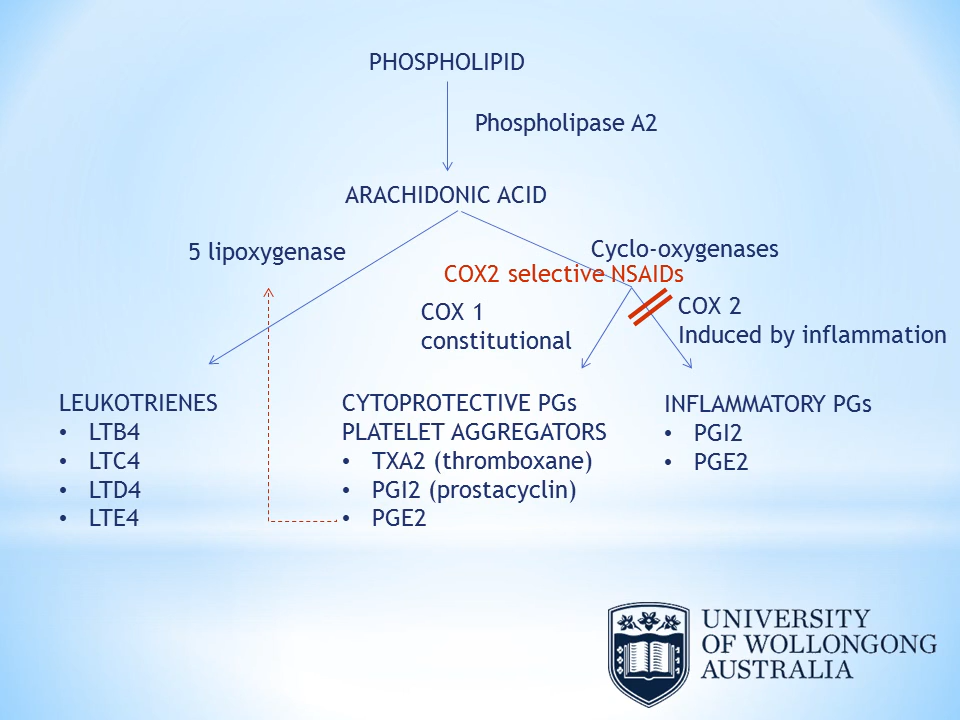 PHOSPHOLIPID
Phospholipase A2
ARACHIDONIC ACID
5 lipoxygenase
Cyclo-oxygenases
COX2 selective NSAIDs
COX 1
constitutional
COX 2
Induced by inflammation
LEUKOTRIENES
• LTB4
• LTC4
• LTD4
• LTE4
CYTOPROTECTIVE PGs
PLATELET AGGREGATORS
• TXA2 (thromboxane)
• PGI2 (prostacyclin)
• PGE2
INFLAMMATORY PGs
• PGI2
• PGE2
UNIVERSITY
OF WOLLONGONG
AUSTRALIA